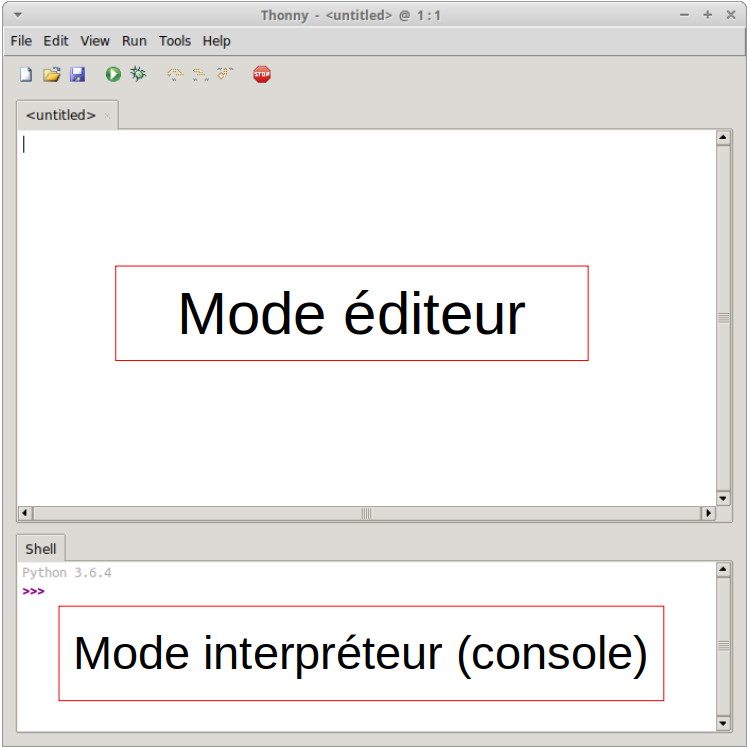 Thonny - <untitled> @ 1:1
File Edit View Run Tools Help
STOP
<untitled>
Mode éditeur
Shell
Python 3.6.4
>>>
Mode interpréteur (console)